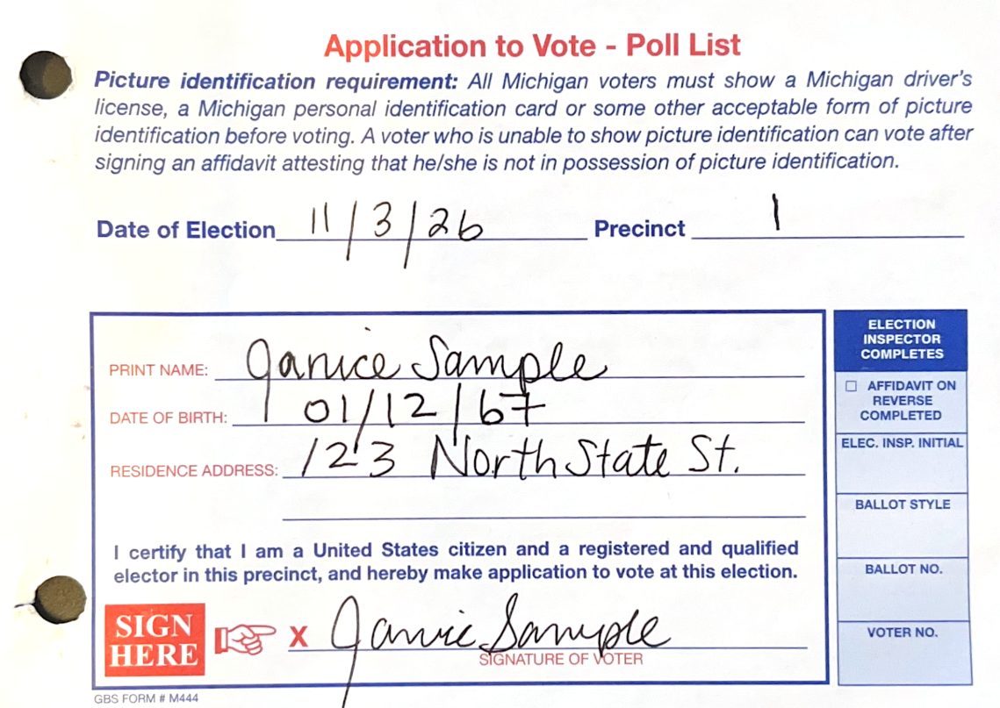 Application to Vote - Poll List
Picture identification requirement: All Michigan voters must show a Michigan driver's
license, a Michigan personal identification card or some other acceptable form of picture
identification before voting. A voter who is unable to show picture identification can vote after
signing an affidavit attesting that he/she is not in possession of picture identification.
Date of Election 11/3/26 Precinct 1
PRINT NAME: Janice Sample
DATE OF BIRTH: 01/12/67
RESIDENCE ADDRESS: 123 North State St.
I certify that I am a United States citizen and a registered and qualified
elector in this precinct, and hereby make application to vote at this election.
SIGN
HERE
X Janic Sample
SIGNATURE OF VOTER
GBS FORM # M444
ELECTION
INSPECTOR
COMPLETES
☐ AFFIDAVIT ON
REVERSE
COMPLETED
ELEC. INSP. INITIAL
BALLOT STYLE
BALLOT NO.
VOTER NO.